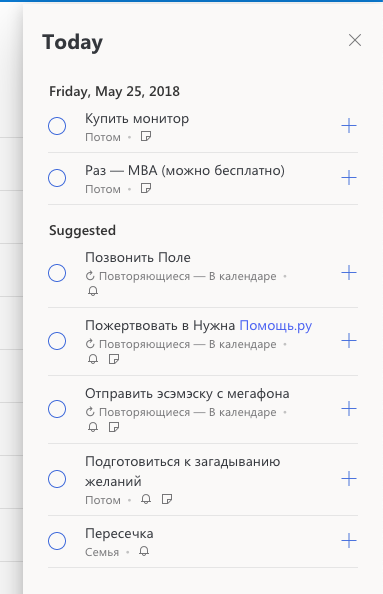 Today
Friday, May 25, 2018
Купить монитор
Потом
Раз — MBA (можно бесплатно)
Потом
Suggested
Позвонить Поле
Повторяющиеся — В календаре
Пожертвовать в Нужна Помощь.ру
Повторяющиеся — В календаре
Отправить эсэмэску с мегафона
Повторяющиеся — В календаре
Подготовиться к загадыванию
желаний
Потом
Пересечка
Семья